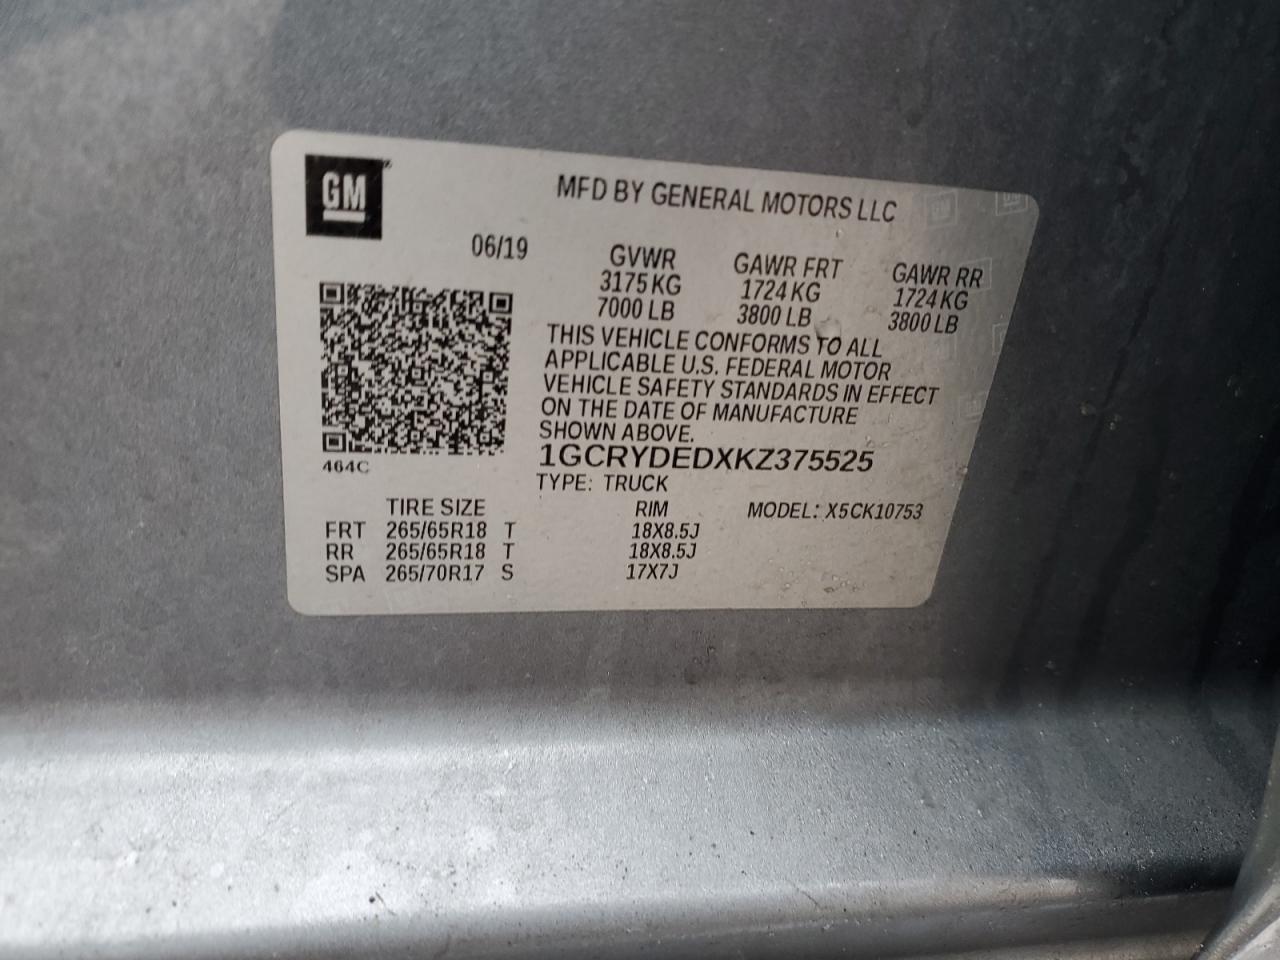 GM
MFD BY GENERAL MOTORS LLC
06/19
GVWR GAWR FRT GAWR RR
3175 KG 1724 KG 1724 KG
7000 LB 3800 LB 3800 LB
THIS VEHICLE CONFORMS TO ALL
APPLICABLE U.S. FEDERAL MOTOR
VEHICLE SAFETY STANDARDS IN EFFECT
ON THE DATE OF MANUFACTURE
SHOWN ABOVE.
464C
1GCRYDEDXKZ375525
TYPE: TRUCK
TIRE SIZE RIM MODEL: X5CK10753
FRT 265/65R18 T 18X8.5J
RR 265/65R18 T 18X8.5J
SPA 265/70R17 S 17X7J